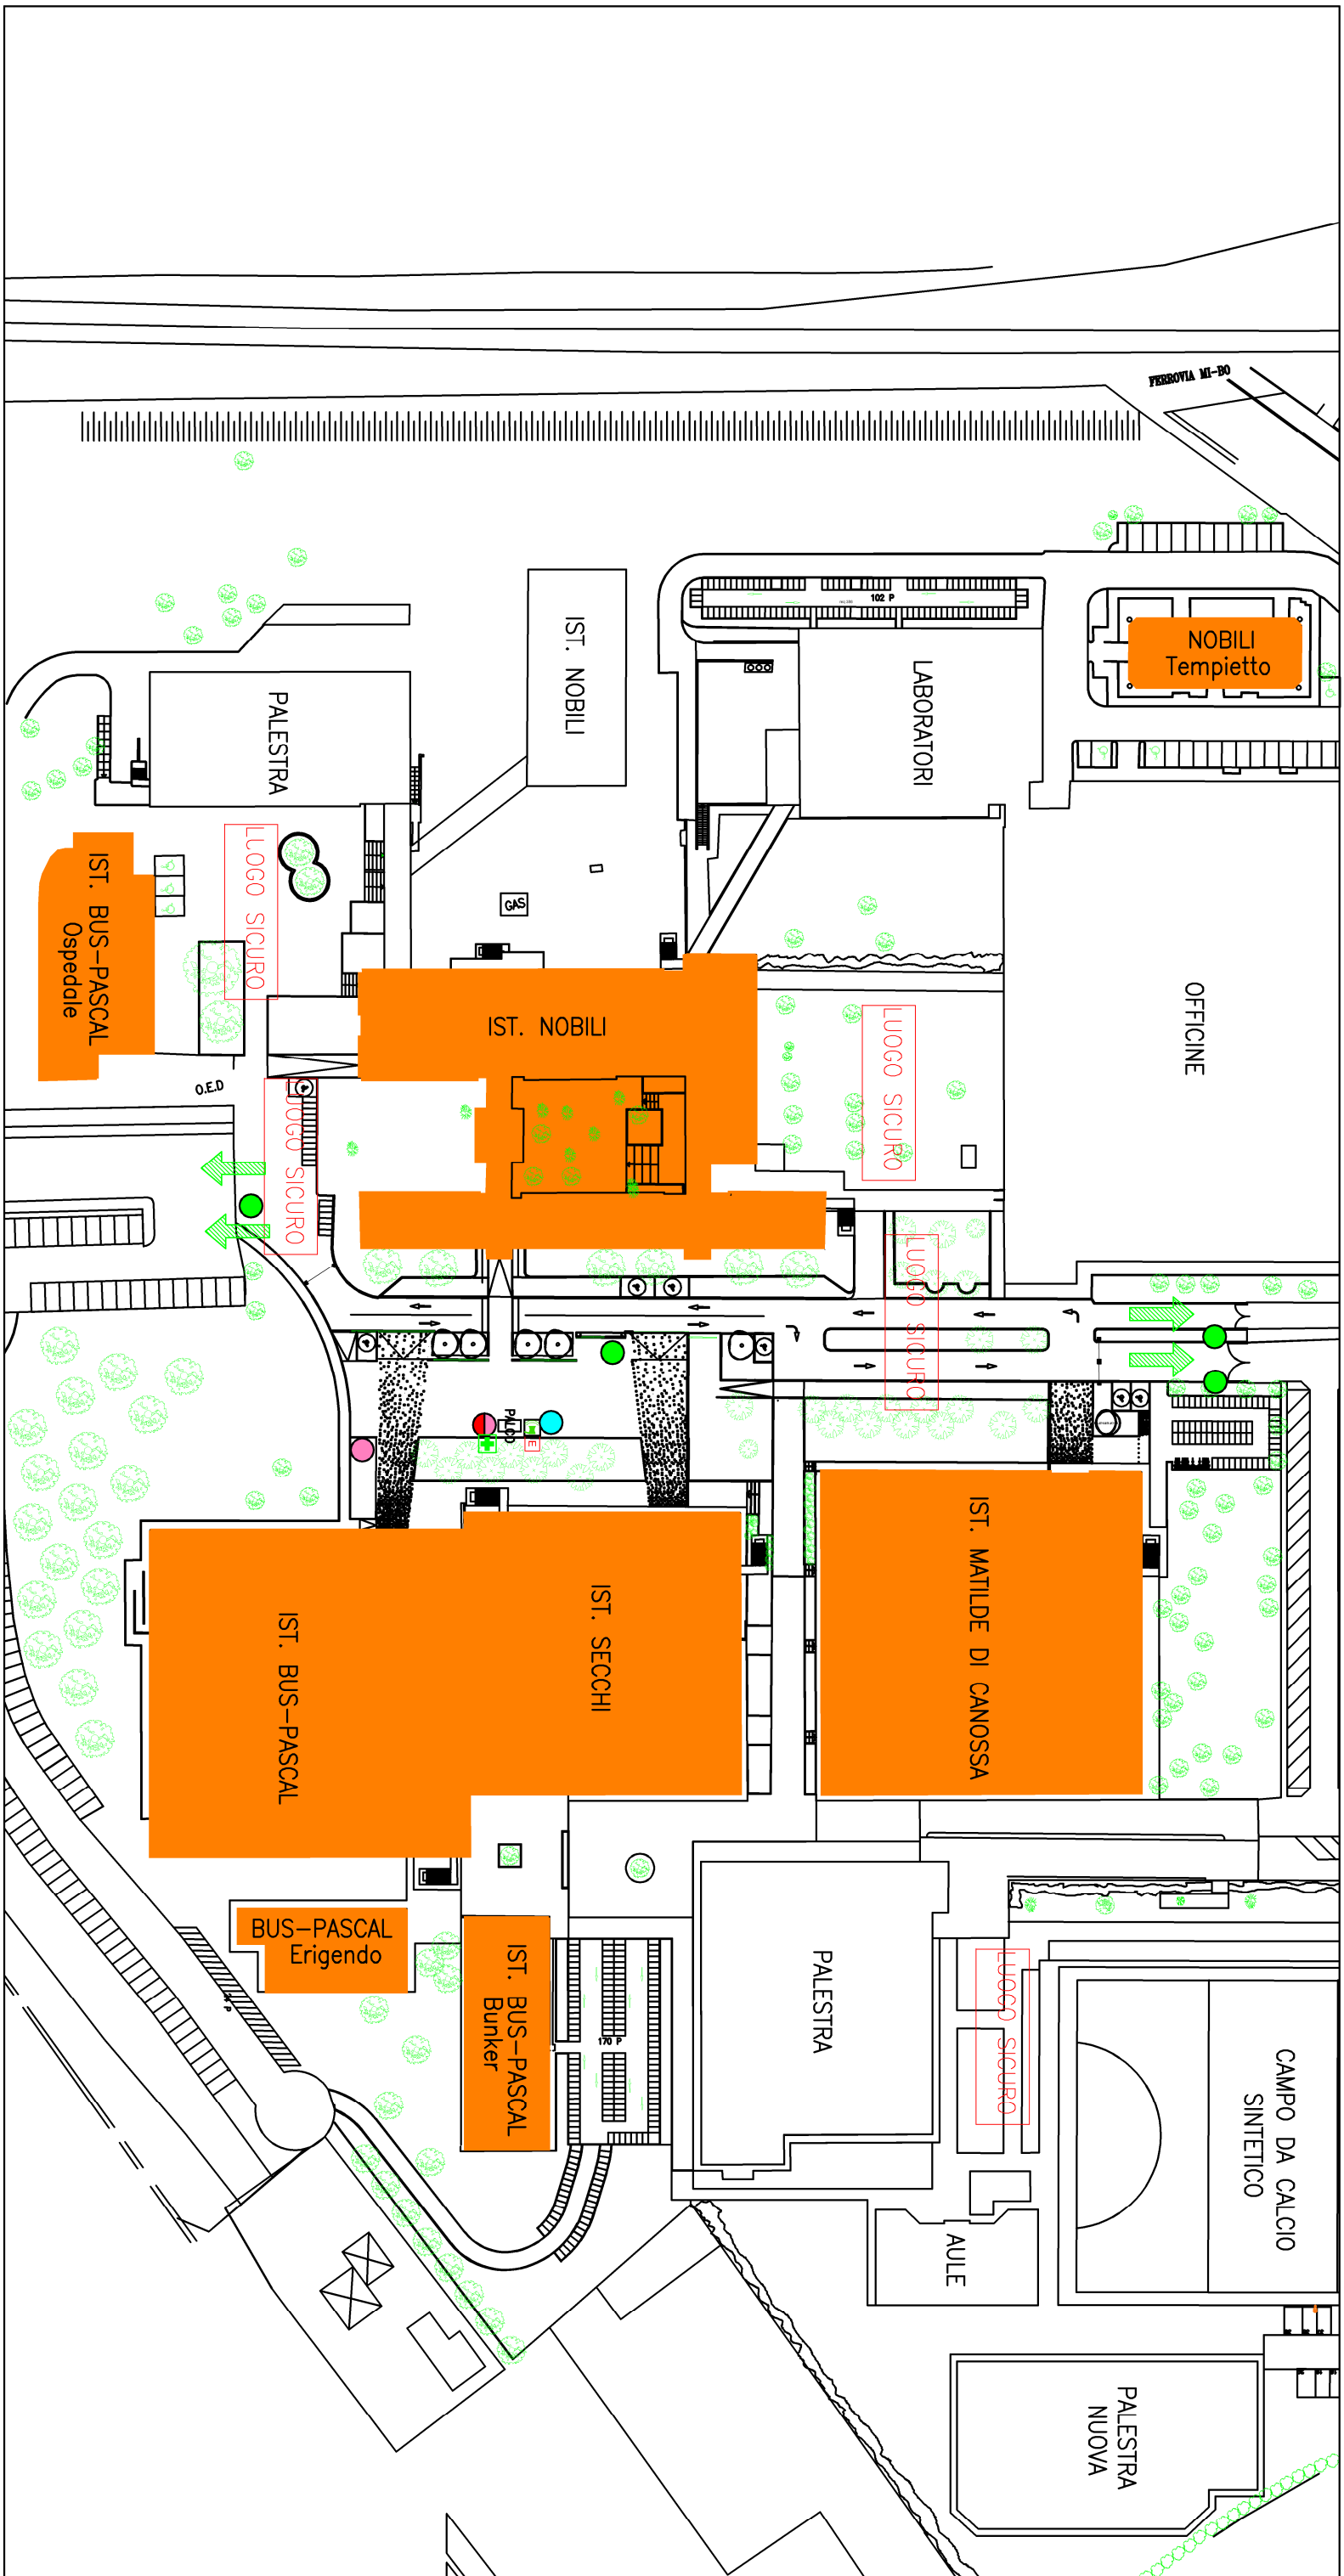 FERROVIA MI-BO
102 P
NOBILI
Tempietto
IST. NOBILI
LABORATORI
PALESTRA
LUOGO SICURO
IST. BUS-PASCAL
Ospedale
GAS
OFFICINE
IST. NOBILI
LUOGO SICURO
O.E.D
LUOGO SICURO
LUOGO SICURO
PALCO
E
IST. MATILDE DI CANOSSA
IST. SECCHI
IST. BUS-PASCAL
BUS-PASCAL
Erigendo
IST. BUS-PASCAL
Bunker
170 P
PALESTRA
LUOGO SICURO
CAMPO DA CALCIO
SINTETICO
AULE
PALESTRA
NUOVA